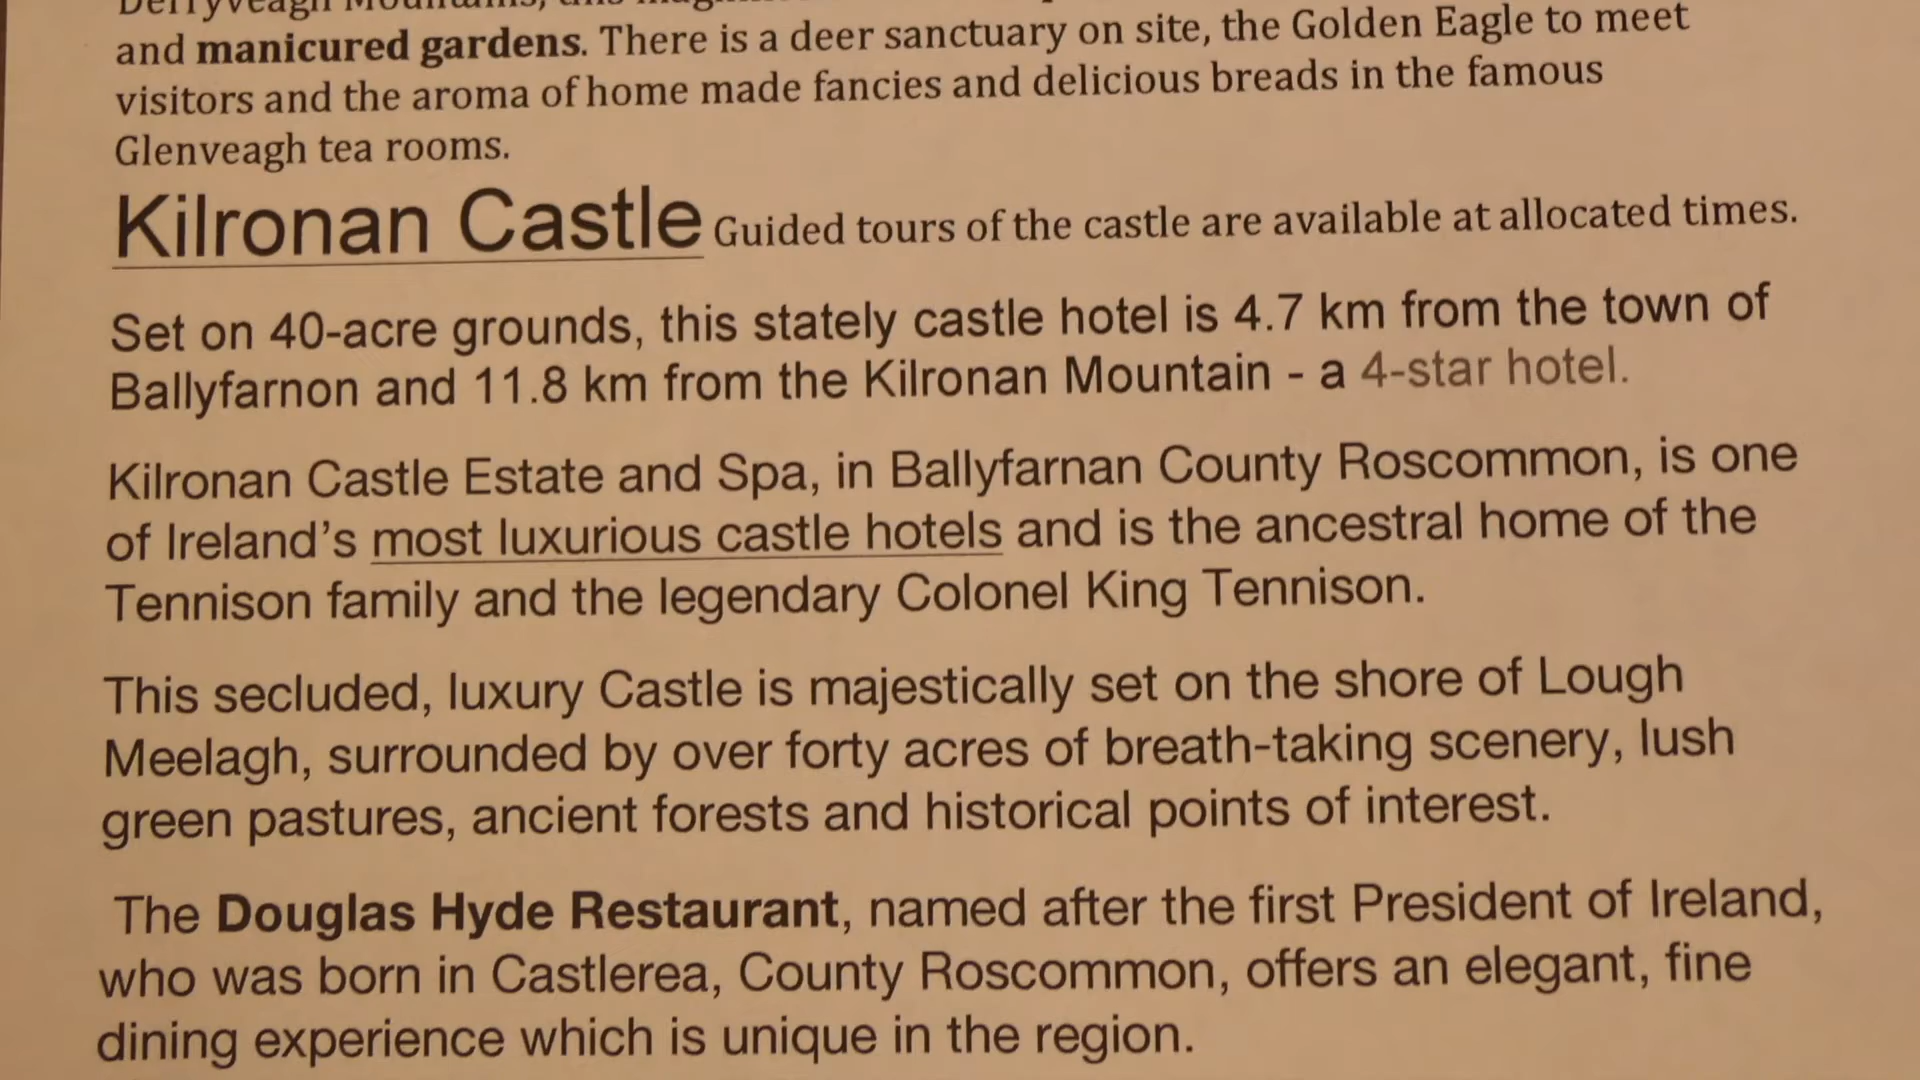 Derryveagh Mountains, this
and manicured gardens. There is a deer sanctuary on site, the Golden Eagle to meet
visitors and the aroma of home made fancies and delicious breads in the famous
Glenveagh tea rooms.
Kilronan Castle Guided tours of the castle are available at allocated times.
Set on 40-acre grounds, this stately castle hotel is 4.7 km from the town of
Ballyfarnon and 11.8 km from the Kilronan Mountain - a 4-star hotel.
Kilronan Castle Estate and Spa, in Ballyfarnan County Roscommon, is one
of Ireland’s most luxurious castle hotels and is the ancestral home of the
Tennison family and the legendary Colonel King Tennison.
This secluded, luxury Castle is majestically set on the shore of Lough
Meelagh, surrounded by over forty acres of breath-taking scenery, lush
green pastures, ancient forests and historical points of interest.
The Douglas Hyde Restaurant, named after the first President of Ireland,
who was born in Castlerea, County Roscommon, offers an elegant, fine
dining experience which is unique in the region.